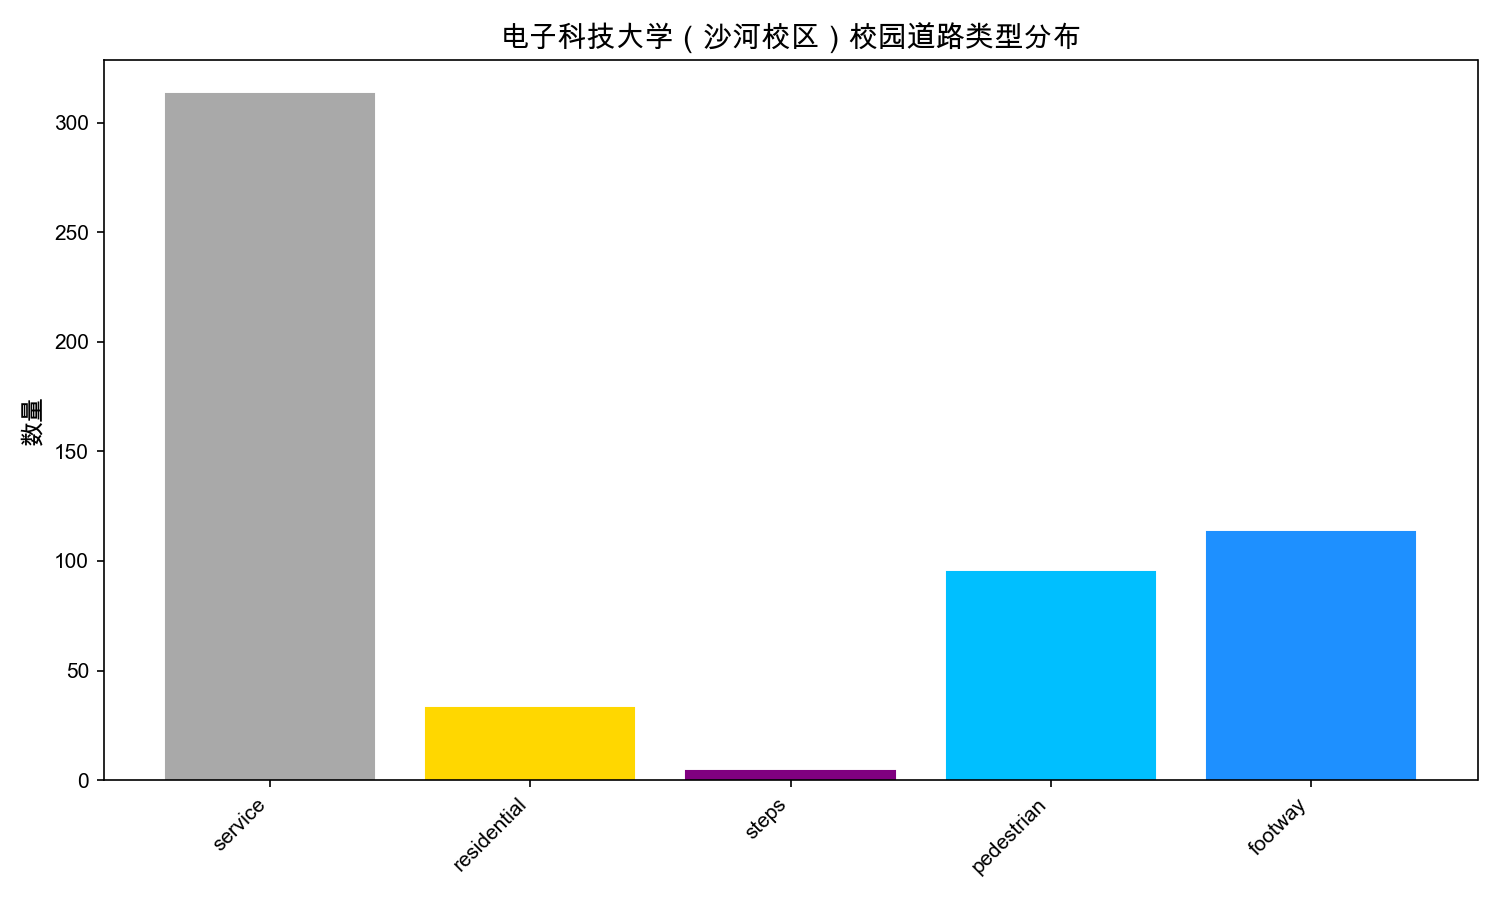 电子科技大学（沙河校区）校园道路类型分布
数量
300
250
200
150
100
50
0
service
residential
steps
pedestrian
footway